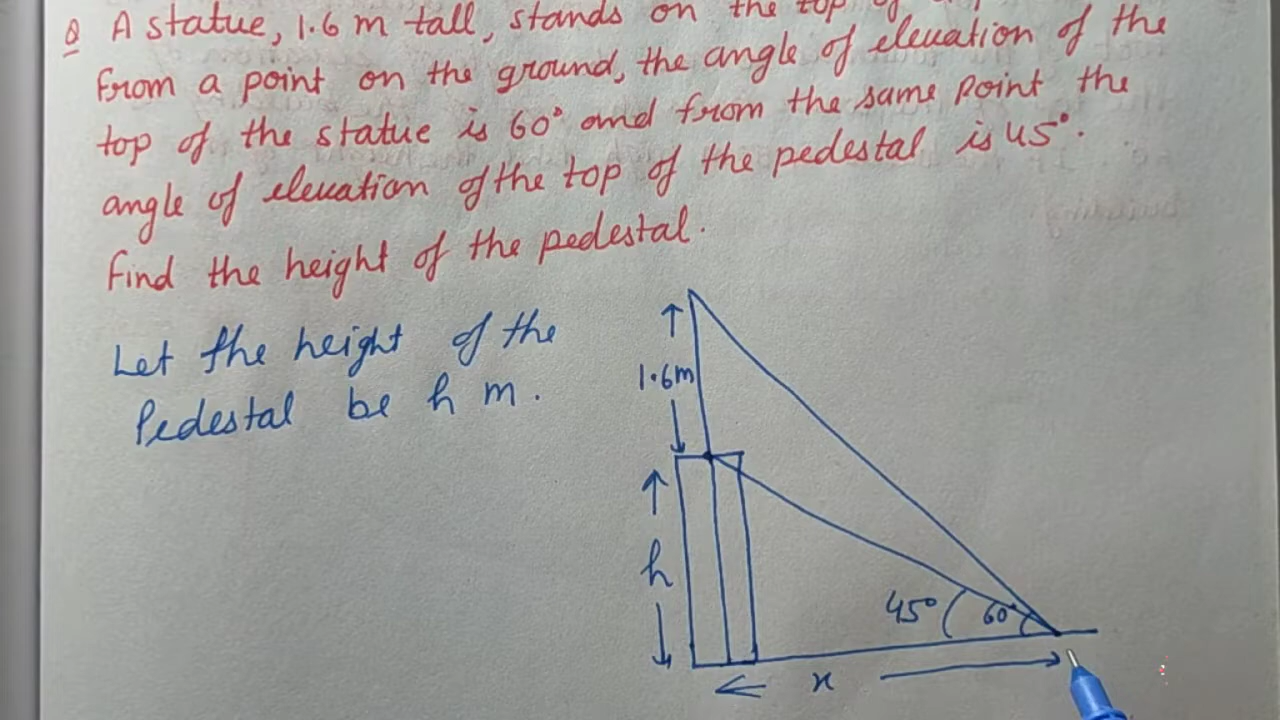 Q A statue, 1.6 m tall, stands on the top of a
from a point on the ground, the angle of elevation of the
top of the statue is 60° and from the same point the
angle of elevation of the top of the pedestal is 45°.
Find the height of the pedestal.
Let the height of the
Pedestal be h m.
1.6m
h
45°
60°
x